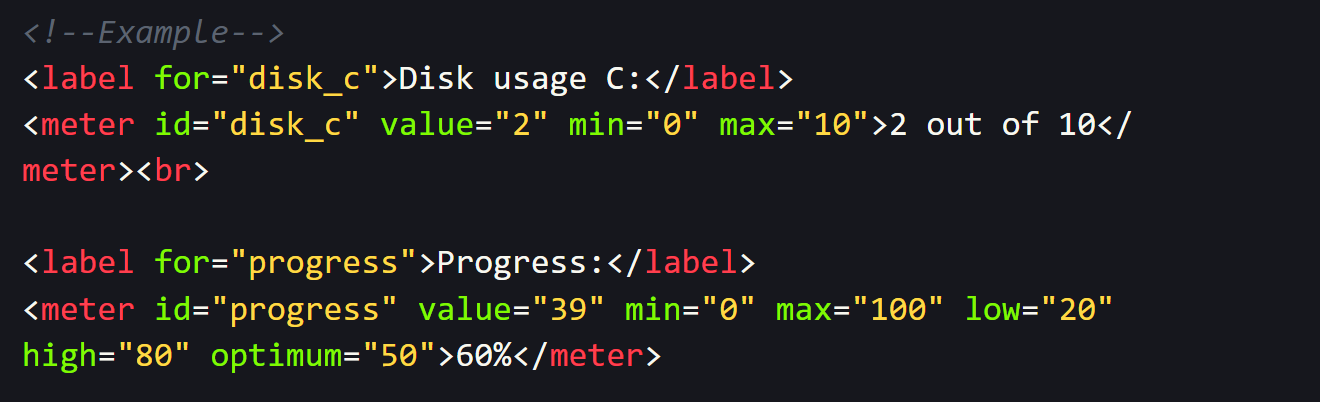 <!--Example-->
<label for="disk_c">Disk usage C:</label>
<meter id="disk_c" value="2" min="0" max="10">2 out of 10</
meter><br>
<label for="progress">Progress:</label>
<meter id="progress" value="39" min="0" max="100" low="20"
high="80" optimum="50">60%</meter>